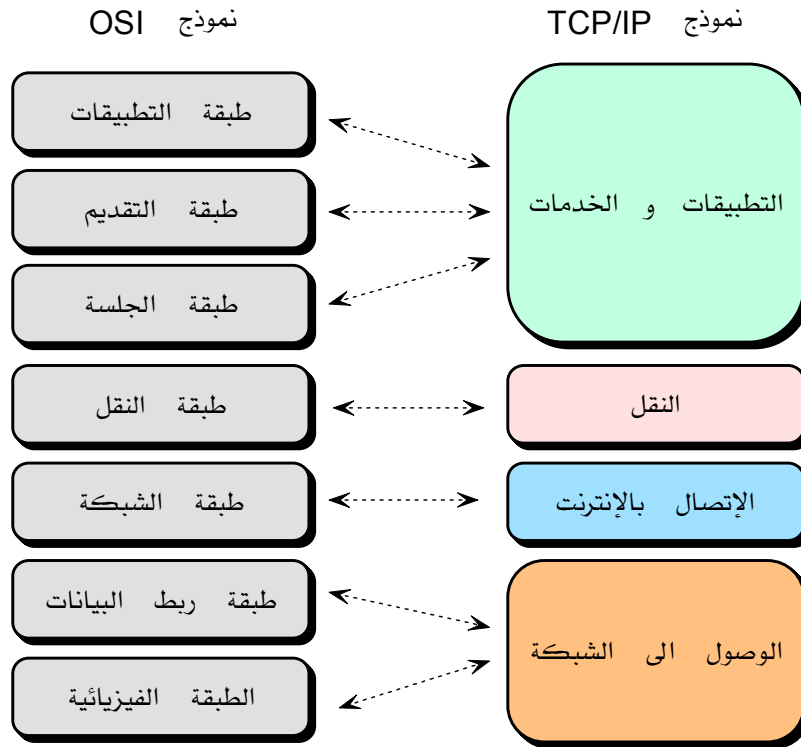 نموذج OSI
نموذج TCP/IP
طبقة التطبيقات
طبقة التقديم
طبقة الجلسة
طبقة النقل
طبقة الشبكة
طبقة ربط البيانات
الطبقة الفيزيائية
التطبيقات و الخدمات
النقل
الإتصال بالإنترنت
الوصول الى الشبكة